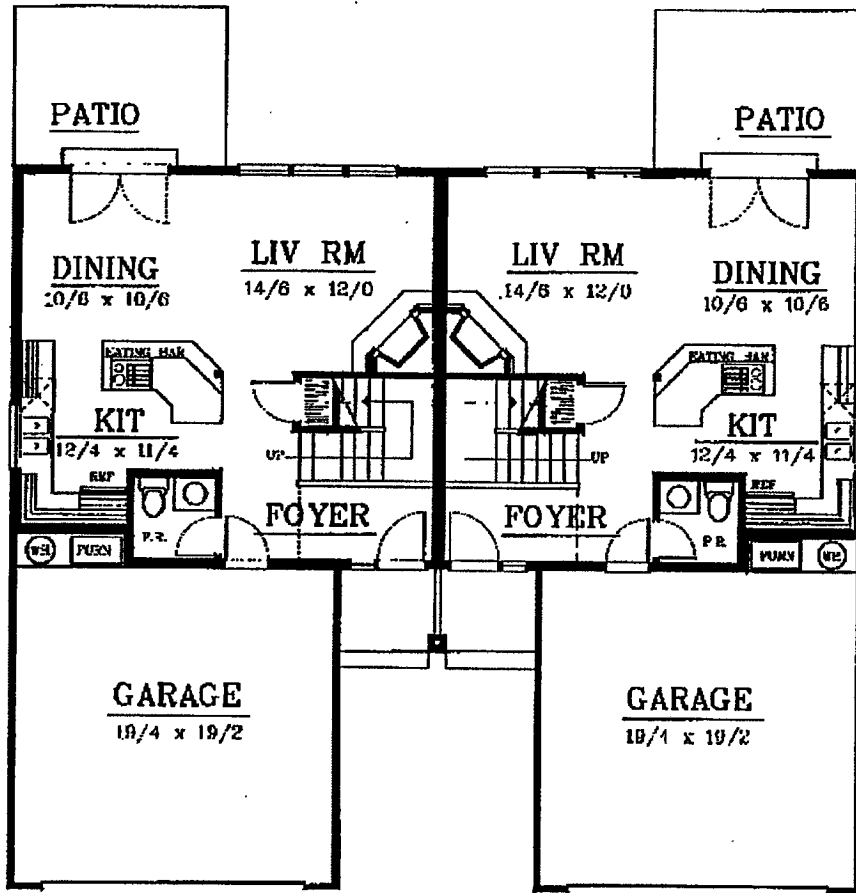 PATIO
PATIO
LIV RM
14/6 x 12/0
LIV RM
14/6 x 12/0
DINING
10/6 x 10/6
DINING
10/6 x 10/6
EATING BAR
EATING BAR
KIT
12/4 x 11/4
KIT
12/4 x 11/4
UP
UP
REF
REF
FOYER
FOYER
P.R.
P.R.
WH
FURN
FURN
WH
GARAGE
19/4 x 19/2
GARAGE
19/4 x 19/2